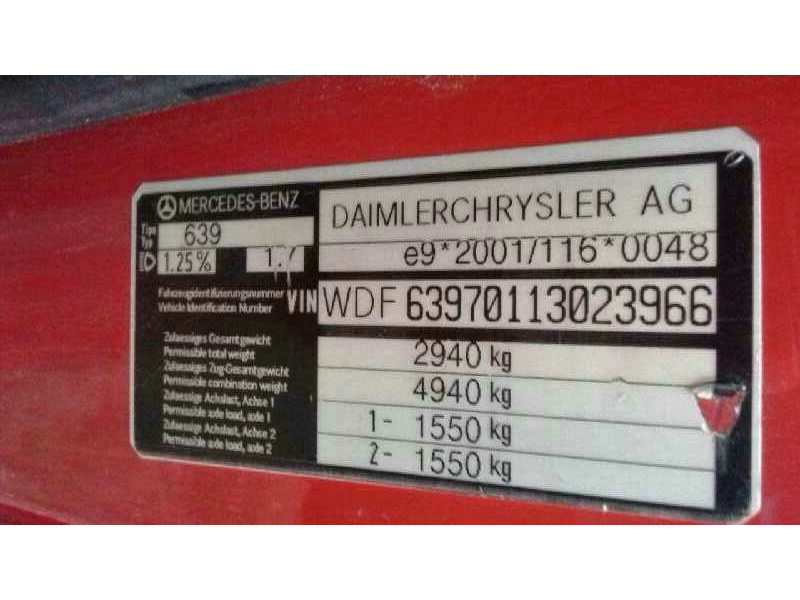 MERCEDES-BENZ
DAIMLERCHRYSLER AG
Type
Typ
639
e9*2001/116*0048
1.25%
Fahrzeugidentifizierungsnummer
Vehicle Identification Number
VIN
WDF 63970113023966
Zulaessiges Gesamtgewicht
Permissible total weight
2940 kg
Zulaessiges Zug-Gesamtgewicht
Permissible combination weight
4940 kg
Zulaessige Achslast, Achse 1
Permissible axle load, axle 1
1- 1550 kg
Zulaessige Achslast, Achse 2
Permissible axle load, axle 2
2- 1550 kg